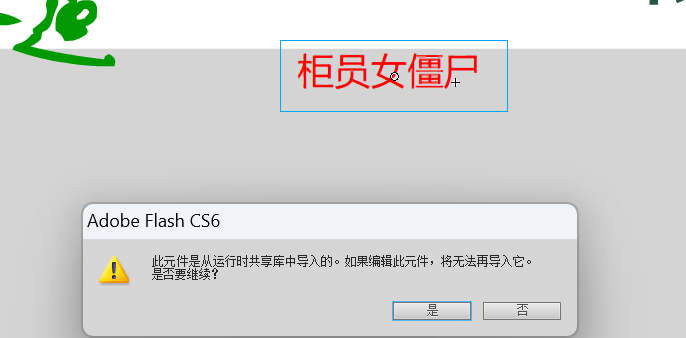 柜员女僵尸
Adobe Flash CS6
此元件是从运行时共享库中导入的。如果编辑此元件，将无法再导入它。
是否要继续？
是
否